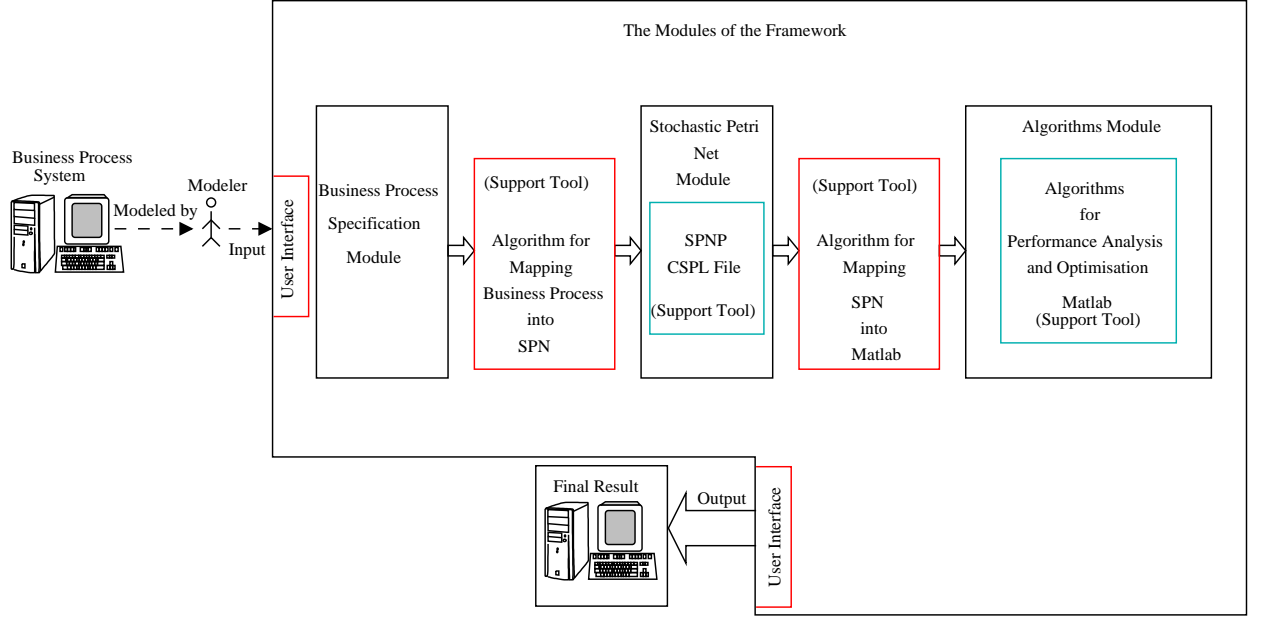 The Modules of the Framework
Business Process
System
Modeled by
Modeler
Input
User Interface
Business Process
Specification
Module
(Support Tool)
Algorithm for
Mapping
Business Process
into
SPN
Stochastic Petri
Net
Module
SPNP
CSPL File
(Support Tool)
(Support Tool)
Algorithm for
Mapping
SPN
into
Matlab
Algorithms Module
Algorithms
for
Performance Analysis
and Optimisation
Matlab
(Support Tool)
Final Result
Output
User Interface